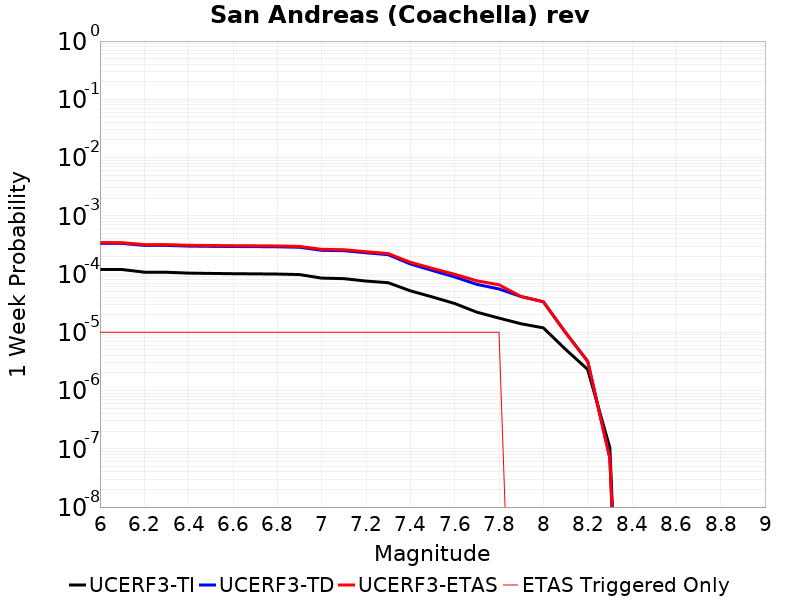 San Andreas (Coachella) rev
10^0
10^-1
10^-2
10^-3
10^-4
10^-5
10^-6
10^-7
10^-8
1 Week Probability
6 6.2 6.4 6.6 6.8 7 7.2 7.4 7.6 7.8 8 8.2 8.4 8.6 8.8 9
Magnitude
UCERF3-TI UCERF3-TD UCERF3-ETAS ETAS Triggered Only